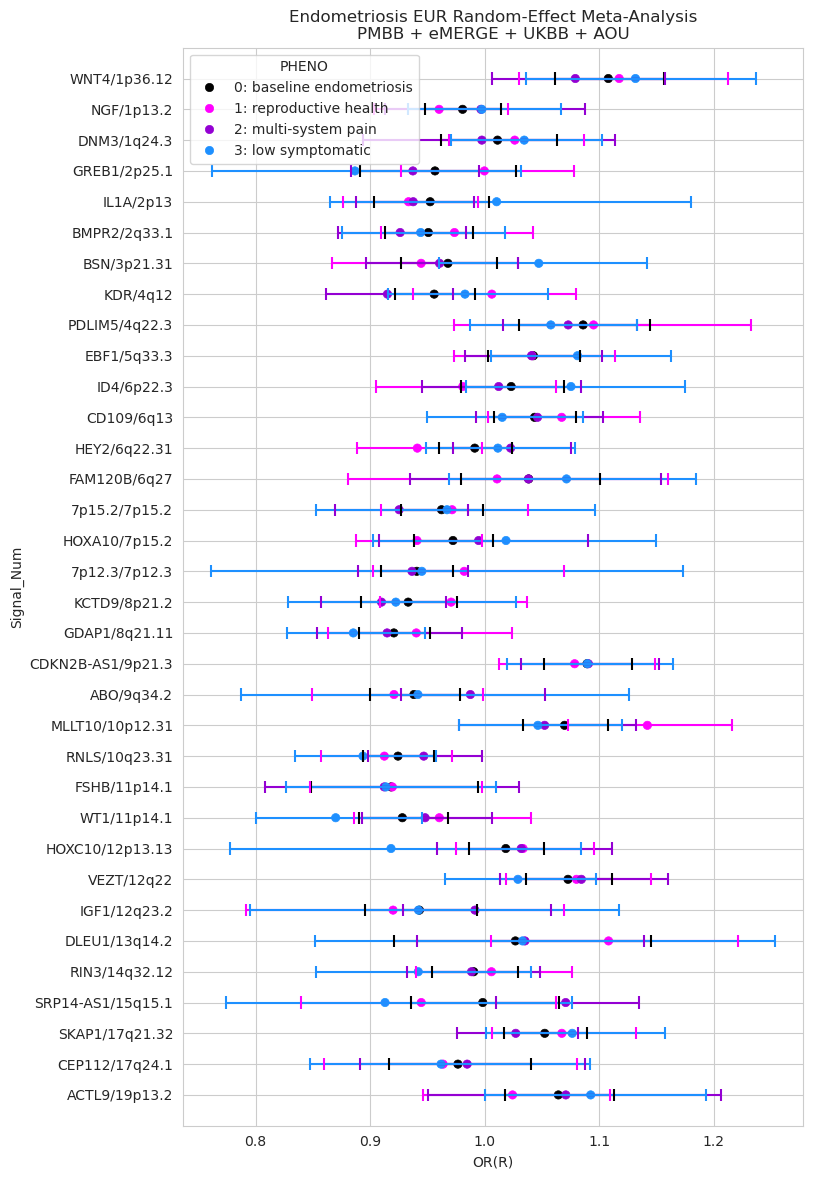 Endometriosis EUR Random-Effect Meta-Analysis
PMBB + eMERGE + UKBB + AOU
PHENO
0: baseline endometriosis
1: reproductive health
2: multi-system pain
3: low symptomatic
Signal_Num
WNT4/1p36.12
NGF/1p13.2
DNM3/1q24.3
GREB1/2p25.1
IL1A/2p13
BMPR2/2q33.1
BSN/3p21.31
KDR/4q12
PDLIM5/4q22.3
EBF1/5q33.3
ID4/6p22.3
CD109/6q13
HEY2/6q22.31
FAM120B/6q27
7p15.2/7p15.2
HOXA10/7p15.2
7p12.3/7p12.3
KCTD9/8p21.2
GDAP1/8q21.11
CDKN2B-AS1/9p21.3
ABO/9q34.2
MLLT10/10p12.31
RNLS/10q23.31
FSHB/11p14.1
WT1/11p14.1
HOXC10/12p13.13
VEZT/12q22
IGF1/12q23.2
DLEU1/13q14.2
RIN3/14q32.12
SRP14-AS1/15q15.1
SKAP1/17q21.32
CEP112/17q24.1
ACTL9/19p13.2
0.8 0.9 1.0 1.1 1.2
OR(R)